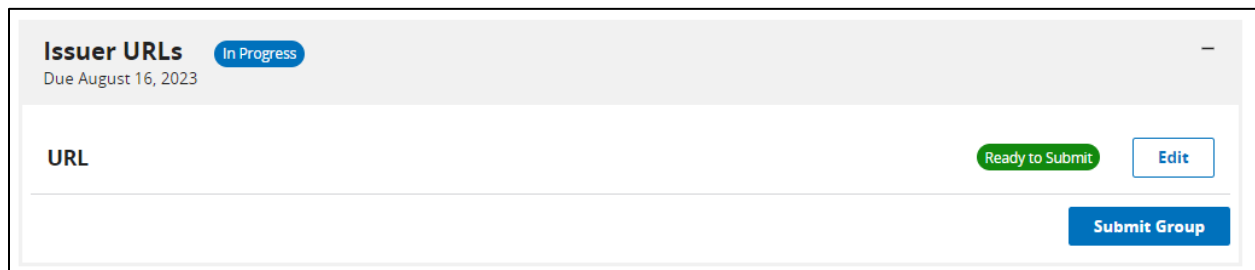 Issuer URLs In Progress
Due August 16, 2023
URL Ready to Submit Edit
Submit Group